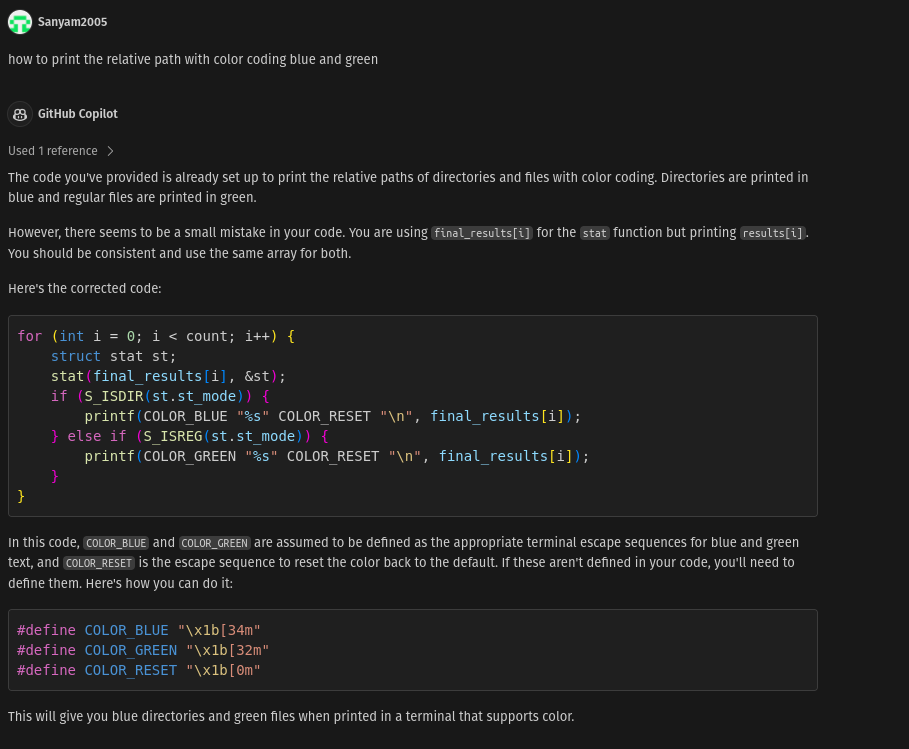 Sanyam2005
how to print the relative path with color coding blue and green
GitHub Copilot
Used 1 reference
The code you've provided is already set up to print the relative paths of directories and files with color coding. Directories are printed in
blue and regular files are printed in green.
However, there seems to be a small mistake in your code. You are using final_results[i] for the stat function but printing results[i].
You should be consistent and use the same array for both.
Here's the corrected code:
for (int i = 0; i < count; i++) {
    struct stat st;
    stat(final_results[i], &st);
    if (S_ISDIR(st.st_mode)) {
        printf(COLOR_BLUE "%s" COLOR_RESET "\n", final_results[i]);
    } else if (S_ISREG(st.st_mode)) {
        printf(COLOR_GREEN "%s" COLOR_RESET "\n", final_results[i]);
    }
}
In this code, COLOR_BLUE and COLOR_GREEN are assumed to be defined as the appropriate terminal escape sequences for blue and green
text, and COLOR_RESET is the escape sequence to reset the color back to the default. If these aren't defined in your code, you'll need to
define them. Here's how you can do it:
#define COLOR_BLUE "\x1b[34m"
#define COLOR_GREEN "\x1b[32m"
#define COLOR_RESET "\x1b[0m"
This will give you blue directories and green files when printed in a terminal that supports color.